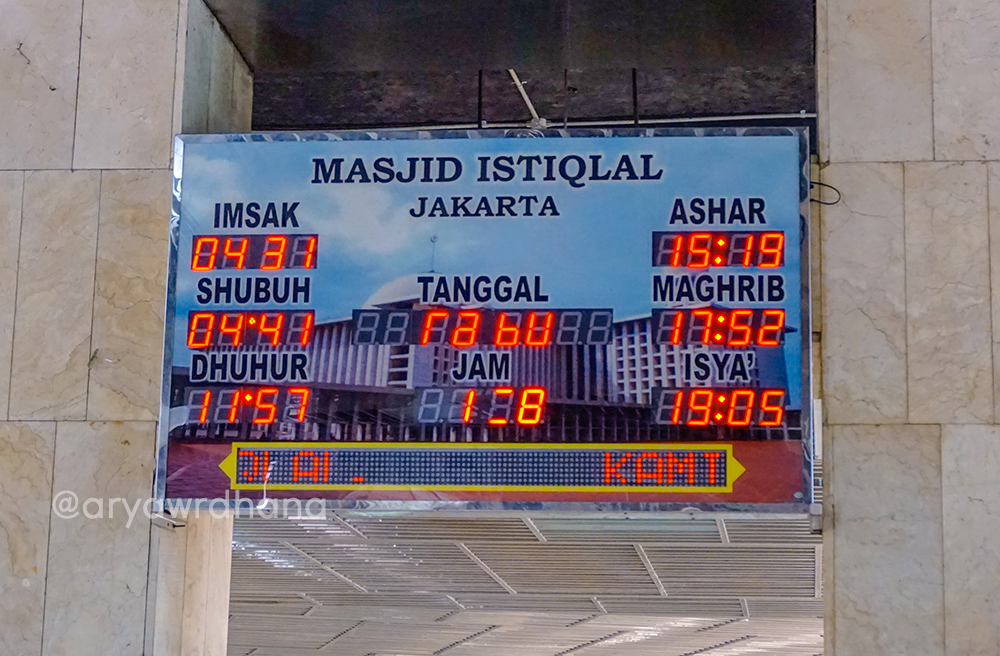 MASJID ISTIQLAL
JAKARTA
IMSAK
04 31
SHUBUH
04:41
DHUHUR
11:57
TANGGAL
rabu
JAM
ASHAR
15:19
MAGHRIB
17:52
ISYA'
19:05
KAMI
@aryawrdhana